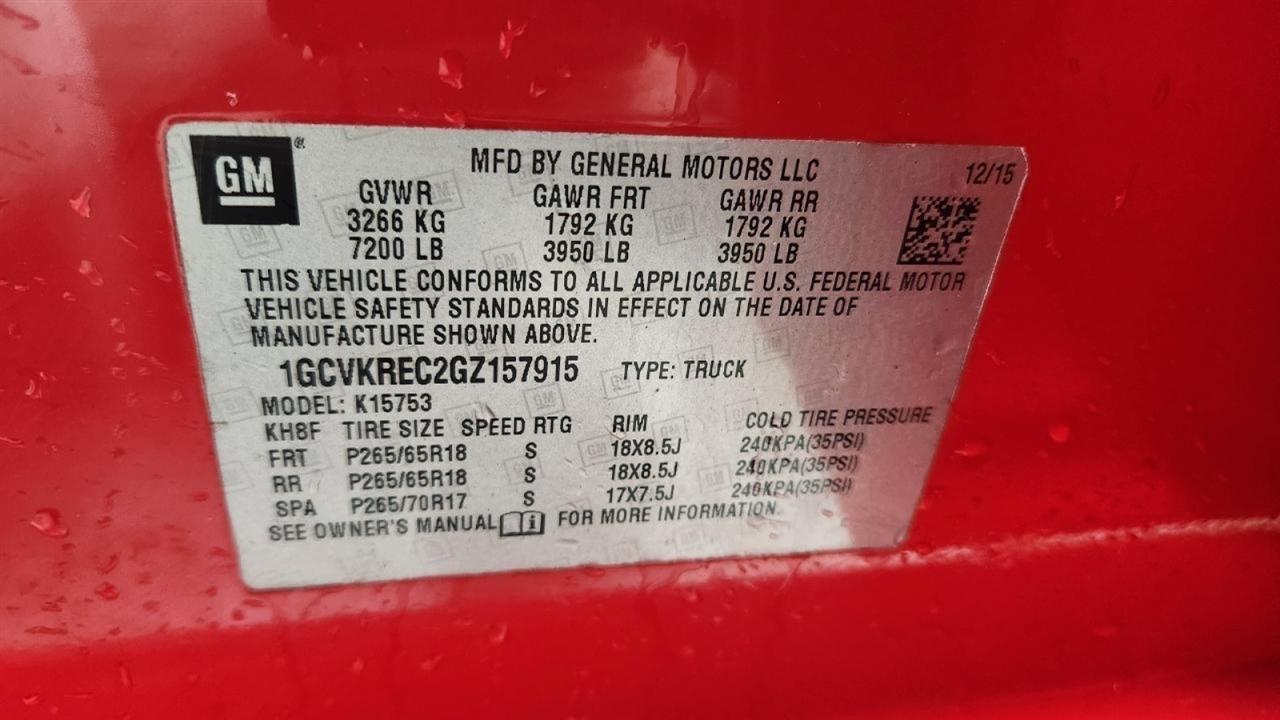 GM ®
MFD BY GENERAL MOTORS LLC 12/15
GVWR GAWR FRT GAWR RR
3266 KG 1792 KG 1792 KG
7200 LB 3950 LB 3950 LB
THIS VEHICLE CONFORMS TO ALL APPLICABLE U.S. FEDERAL MOTOR
VEHICLE SAFETY STANDARDS IN EFFECT ON THE DATE OF
MANUFACTURE SHOWN ABOVE.
1GCVKREC2GZ157915 TYPE: TRUCK
MODEL: K15753
KH8F TIRE SIZE SPEED RTG RIM COLD TIRE PRESSURE
FRT P265/65R18 S 18X8.5J 240KPA(35PSI)
RR P265/65R18 S 18X8.5J 240KPA(35PSI)
SPA P265/70R17 S 17X7.5J 240KPA(35PSI)
SEE OWNER'S MANUAL i FOR MORE INFORMATION.